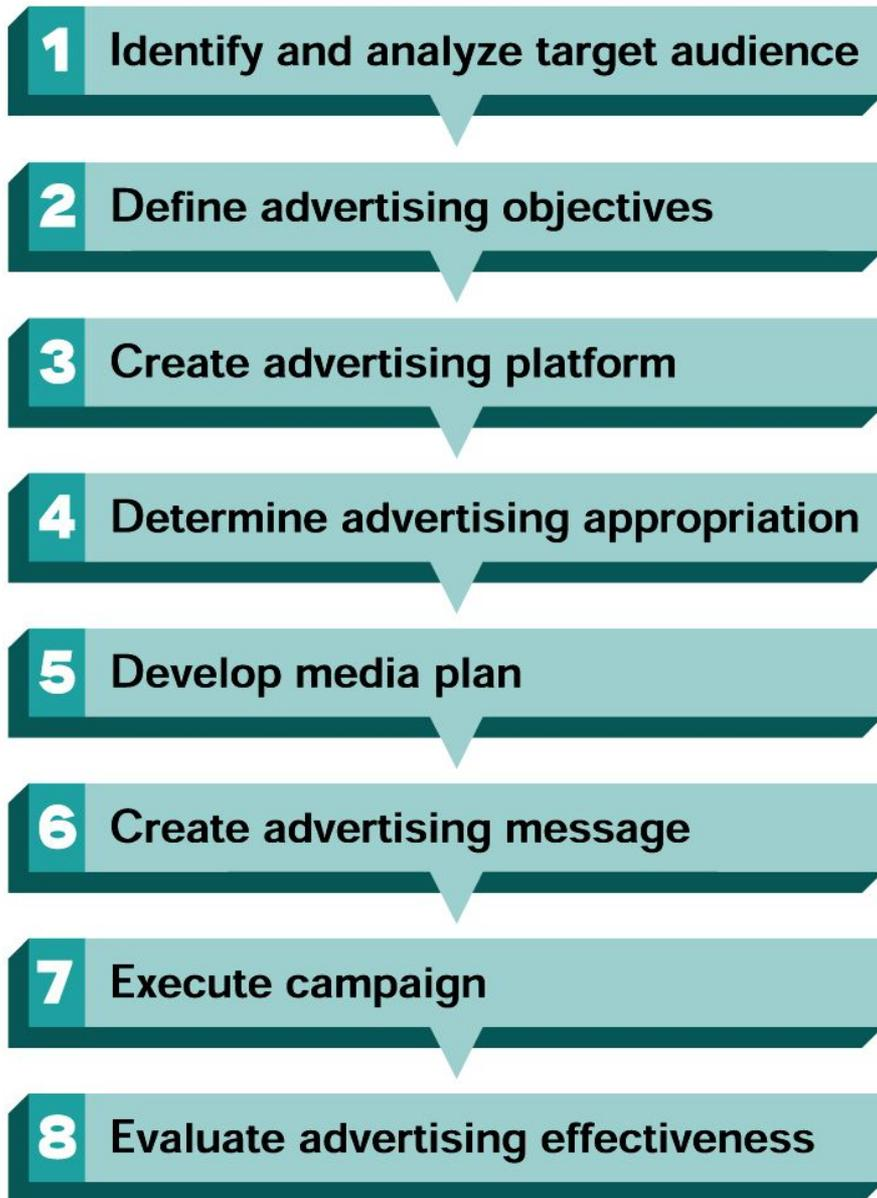 1 Identify and analyze target audience
2 Define advertising objectives
3 Create advertising platform
4 Determine advertising appropriation
5 Develop media plan
6 Create advertising message
7 Execute campaign
8 Evaluate advertising effectiveness